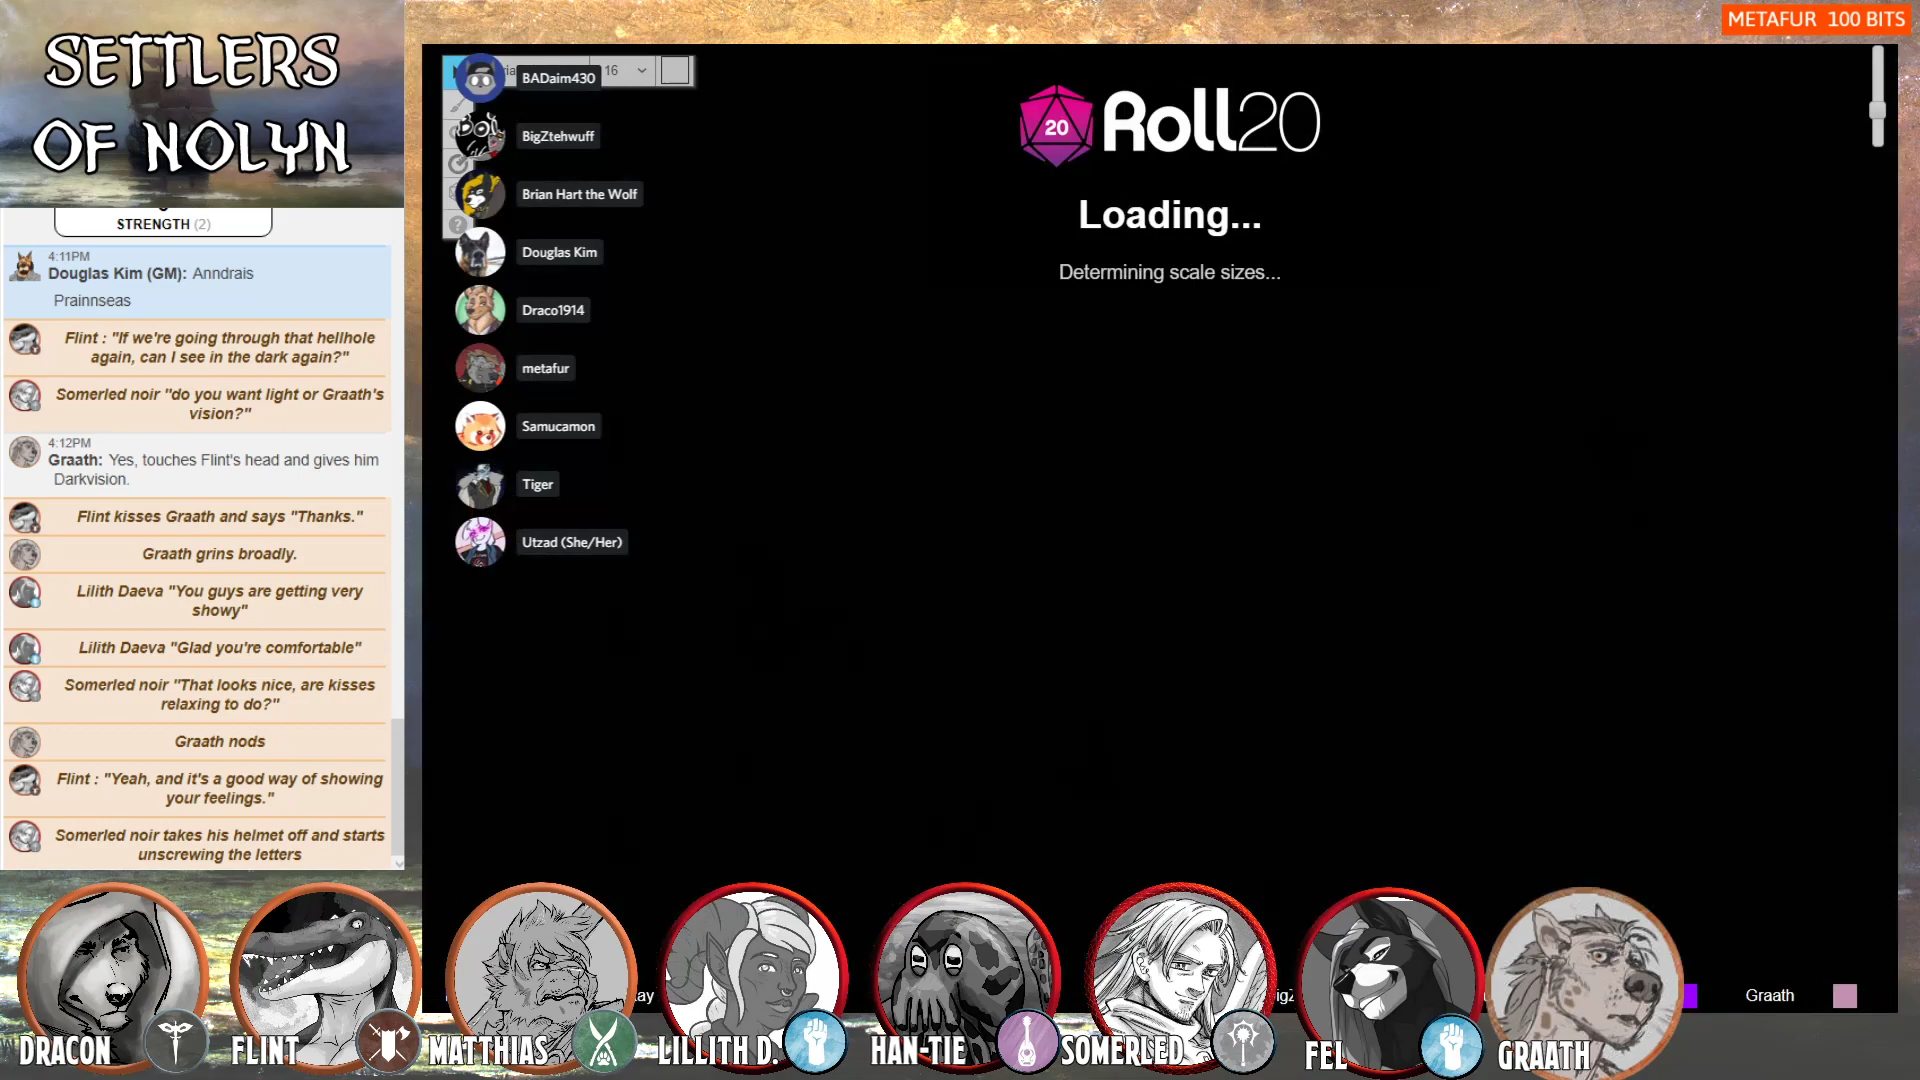 SETTLERS
OF NOLYN
METAFUR 100 BITS
STRENGTH (2)
4:11PM
Douglas Kim (GM): Anndrais
Prainnseas
Flint : "If we're going through that hellhole
again, can I see in the dark again?"
Somerled noir "do you want light or Graath's
vision?"
4:12PM
Graath: Yes, touches Flint's head and gives him
Darkvision.
Flint kisses Graath and says "Thanks."
Graath grins broadly.
Lilith Daeva "You guys are getting very
showy"
Lilith Daeva "Glad you're comfortable"
Somerled noir "That looks nice, are kisses
relaxing to do?"
Graath nods
Flint : "Yeah, and it's a good way of showing
your feelings."
Somerled noir takes his helmet off and starts
unscrewing the letters
16
BADaim430
BigZtehwuff
Brian Hart the Wolf
Douglas Kim
Draco1914
metafur
Samucamon
Tiger
Utzad (She/Her)
20
Roll20
Loading...
Determining scale sizes...
Graath
DRACON
FLINT
MATTHIAS
LILLITH D.
HAN-TIE
SOMERLED
FEL
GRAATH